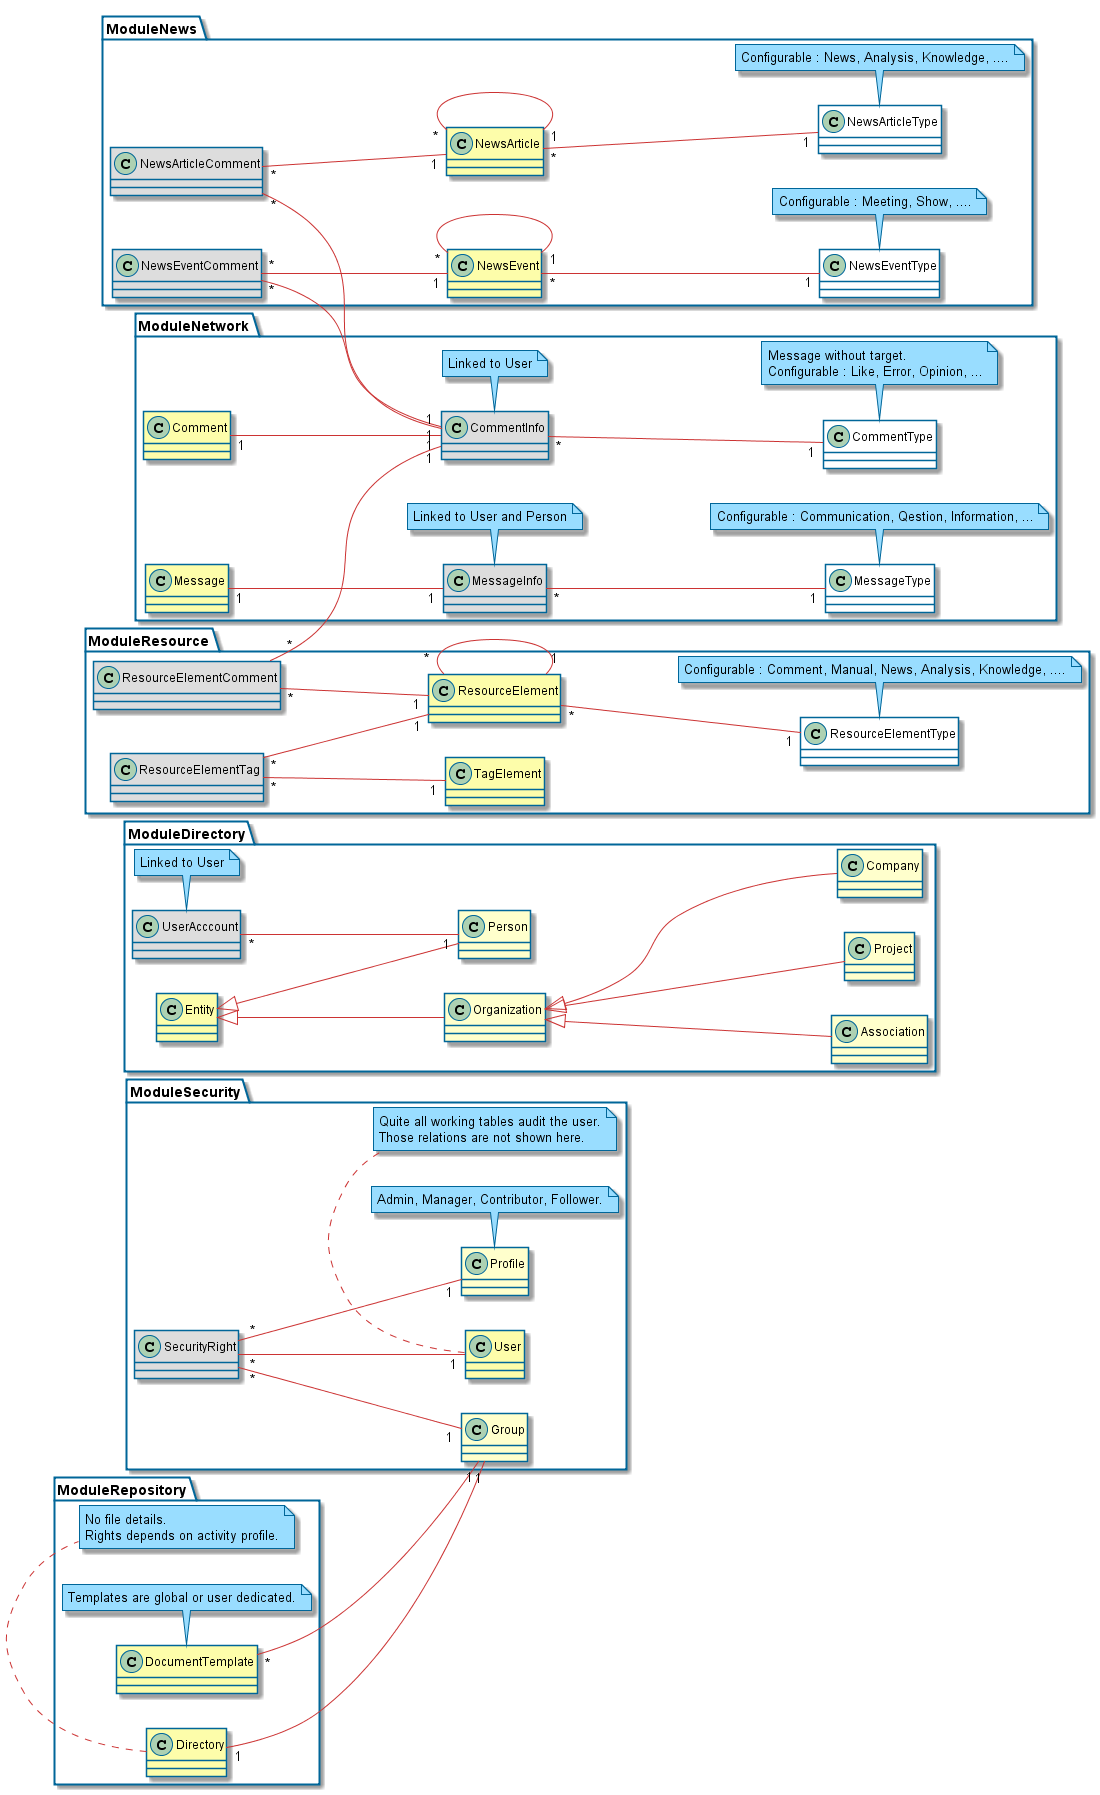 ModuleNews
Configurable : News, Analysis, Knowledge, ....
C NewsArticleType
1
*
1
C NewsArticle
*
1
*
C NewsArticleComment
*
1
*
Configurable : Meeting, Show, ....
C NewsEventType
1
*
1
C NewsEvent
*
1
*
C NewsEventComment
*
ModuleNetwork
Linked to User
Message without target.
Configurable : Like, Error, Opinion, ...
C Comment
1
1
1
1
1
C CommentInfo
*
1
C CommentType
Linked to User and Person
Configurable : Communication, Qestion, Information, ...
C Message
1
1
C MessageInfo
*
1
C MessageType
ModuleResource
*
*
1
Configurable : Comment, Manual, News, Analysis, Knowledge, ....
C ResourceElementComment
*
1
C ResourceElement
*
1
C ResourceElementType
1
C ResourceElementTag
*
*
1
C TagElement
ModuleDirectory
Linked to User
C Company
C UserAcccount
*
1
C Person
C Project
C Entity
C Organization
C Association
ModuleSecurity
Quite all working tables audit the user.
Those relations are not shown here.
Admin, Manager, Contributor, Follower.
C Profile
1
*
C SecurityRight
*
*
1
C User
1
C Group
1
1
ModuleRepository
No file details.
Rights depends on activity profile.
Templates are global or user dedicated.
C DocumentTemplate
*
C Directory
1